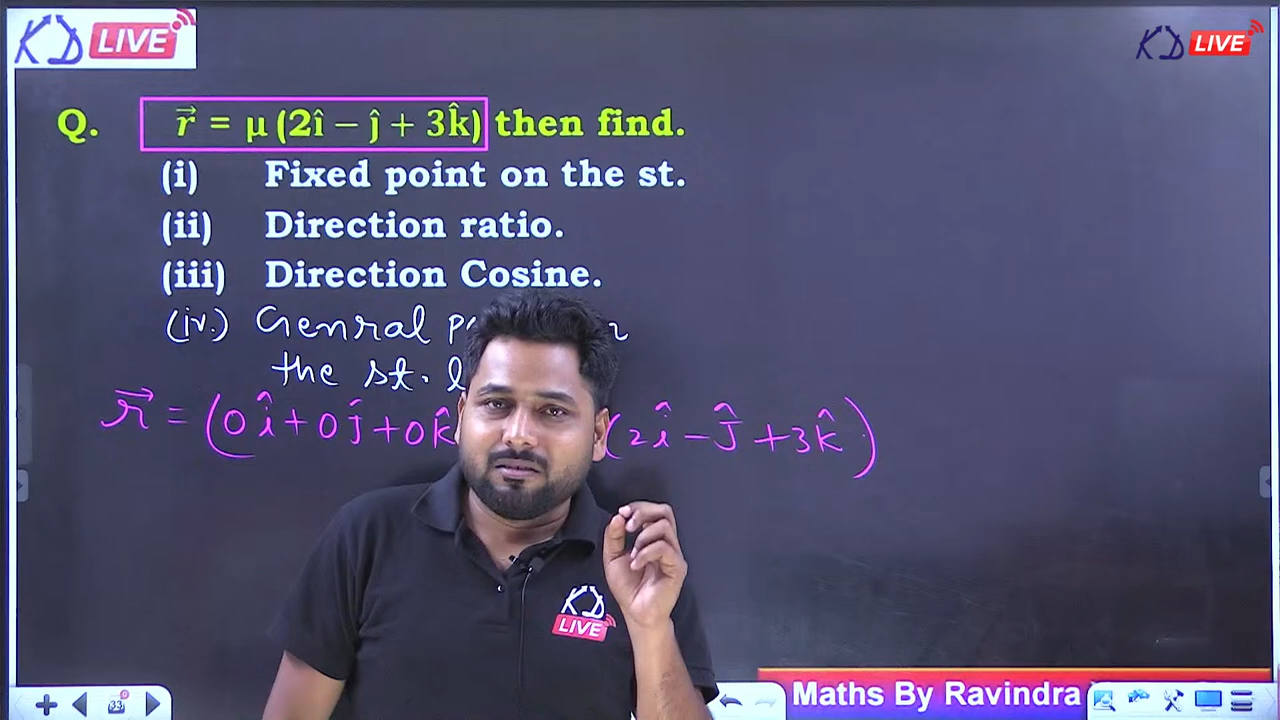 KD LIVE
KD LIVE
Q. r⃗ = μ (2î − ĵ + 3k̂) then find.
(i) Fixed point on the st.
(ii) Direction ratio.
(iii) Direction Cosine.
(iv.) Genral
the st.
r⃗ = (0î + 0ĵ + 0k̂ (2î − ĵ + 3k̂)
KD LIVE
33
Maths By Ravindra